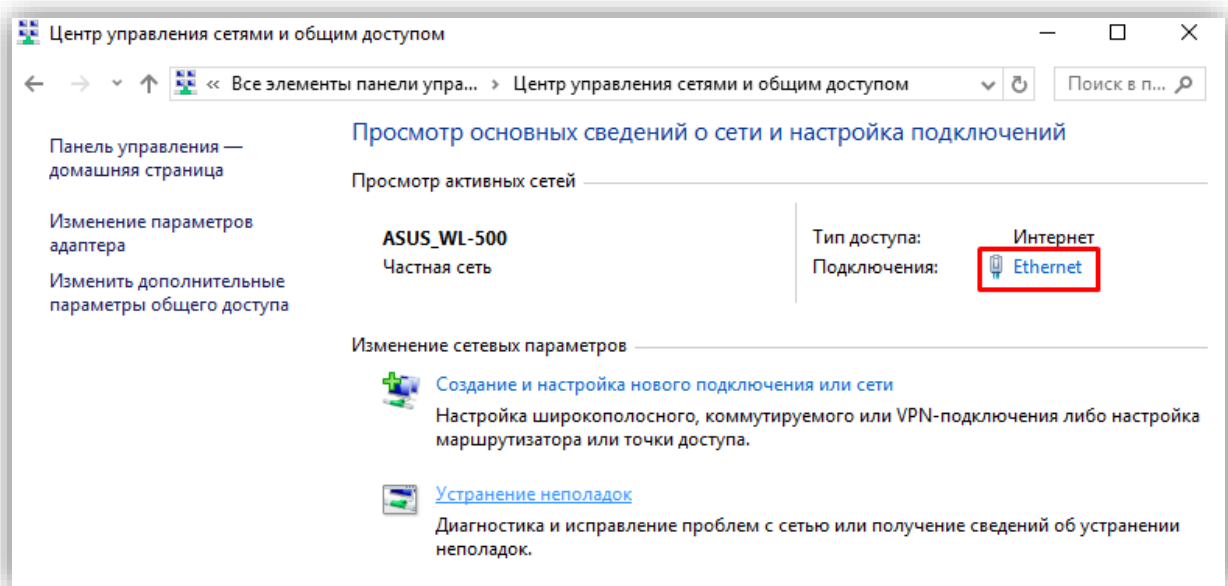 Центр управления сетями и общим доступом
« Все элементы панели упра... › Центр управления сетями и общим доступом
Поиск в п...
Панель управления —
домашняя страница
Изменение параметров
адаптера
Изменить дополнительные
параметры общего доступа
Просмотр основных сведений о сети и настройка подключений
Просмотр активных сетей
ASUS_WL-500
Частная сеть
Тип доступа: Интернет
Подключения: Ethernet
Изменение сетевых параметров
Создание и настройка нового подключения или сети
Настройка широкополосного, коммутируемого или VPN-подключения либо настройка
маршрутизатора или точки доступа.
Устранение неполадок
Диагностика и исправление проблем с сетью или получение сведений об устранении
неполадок.